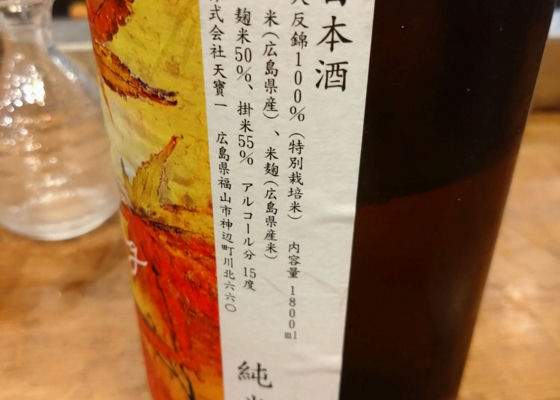 日本酒
八反錦100%（特別栽培米）　内容量1800ml
米（広島県産）、米麹（広島県産米）
麹米50%、掛米55%　アルコール分15度
株式会社天寶一　広島県福山市神辺町川北六六〇
純米